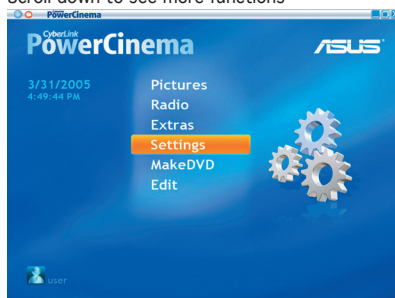 Scroll down to see more functions
PowerCinema
CyberLink
PowerCinema
ASUS
3/31/2005
4:49:44 PM
Pictures
Radio
Extras
Settings
MakeDVD
Edit
user